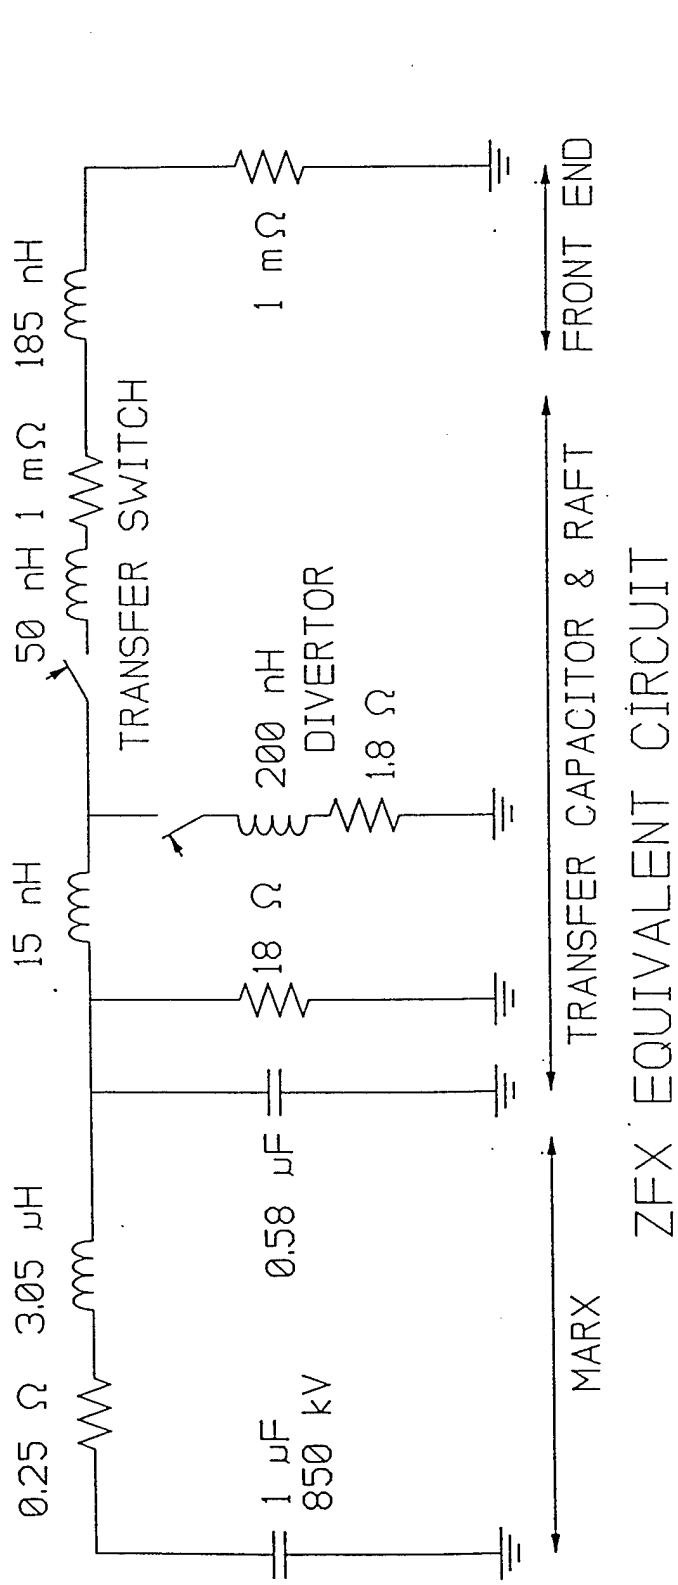 0.25 Ω 3.05 µH 15 nH 50 nH 1 mΩ 185 nH
TRANSFER SWITCH
1 µF
850 kV
0.58 µF
18 Ω
200 nH
DIVERTOR
1.8 Ω
1 mΩ
MARX
TRANSFER CAPACITOR & RAFT
FRONT END
ZFX EQUIVALENT CIRCUIT